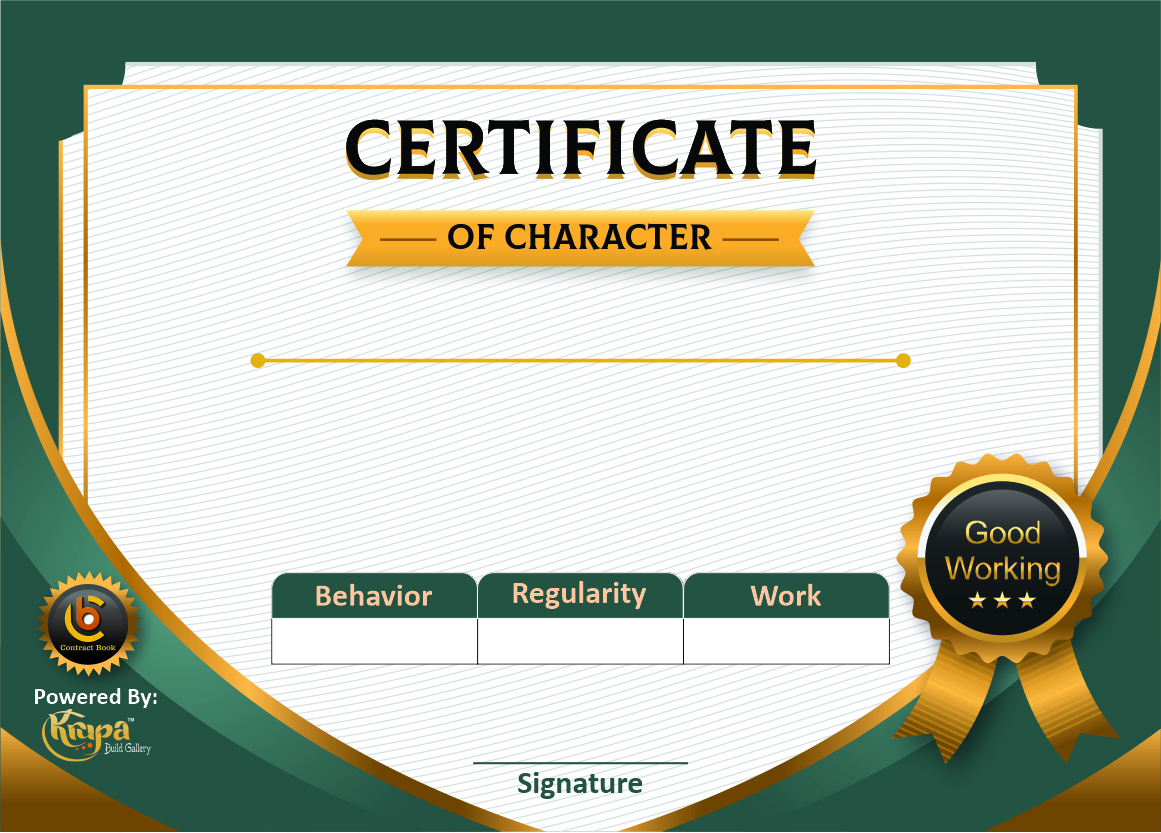 CERTIFICATE
OF CHARACTER
Good
Working
Behavior
Regularity
Work
Contract Book
Powered By:
Krupa™
Build Gallery
Signature